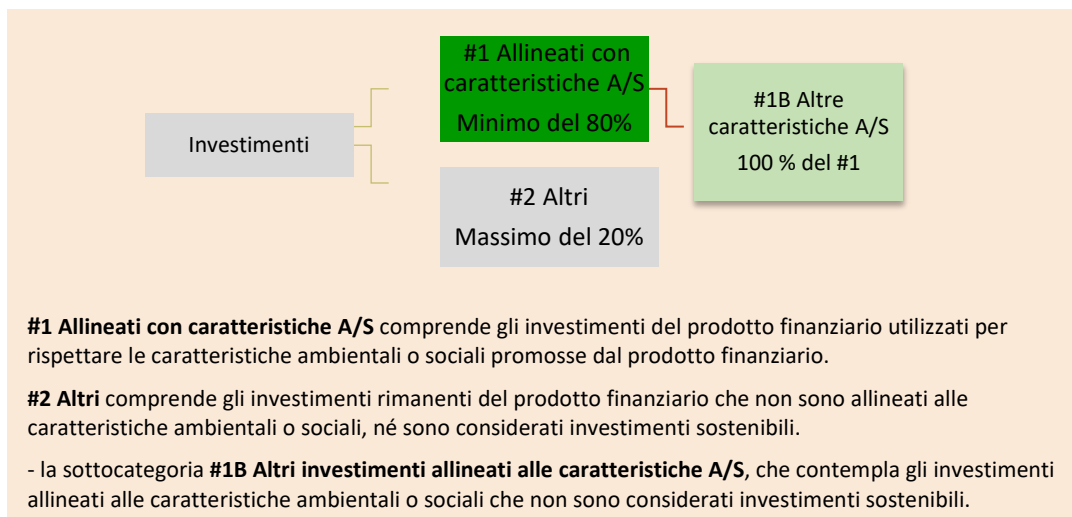 #1 Allineati con
caratteristiche A/S
Minimo del 80%
#1B Altre
caratteristiche A/S
100 % del #1
Investimenti
#2 Altri
Massimo del 20%
#1 Allineati con caratteristiche A/S comprende gli investimenti del prodotto finanziario utilizzati per
rispettare le caratteristiche ambientali o sociali promosse dal prodotto finanziario.
#2 Altri comprende gli investimenti rimanenti del prodotto finanziario che non sono allineati alle
caratteristiche ambientali o sociali, né sono considerati investimenti sostenibili.
- la sottocategoria #1B Altri investimenti allineati alle caratteristiche A/S, che contempla gli investimenti
allineati alle caratteristiche ambientali o sociali che non sono considerati investimenti sostenibili.